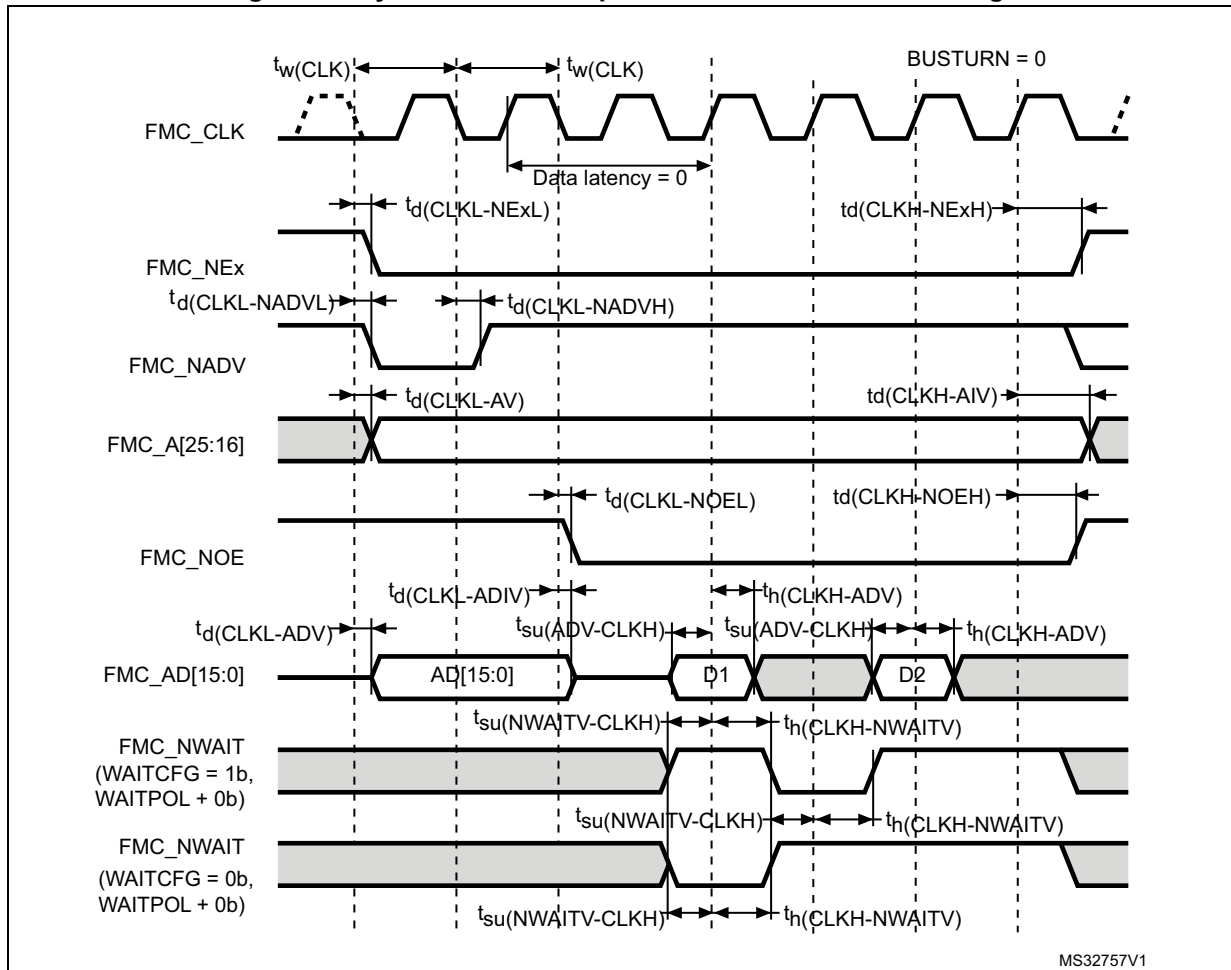 BUSTURN = 0
tw(CLK)
tw(CLK)
FMC_CLK
Data latency = 0
td(CLKL-NExL)
td(CLKH-NExH)
FMC_NEx
td(CLKL-NADVL)
td(CLKL-NADVH)
FMC_NADV
td(CLKL-AV)
td(CLKH-AIV)
FMC_A[25:16]
td(CLKL-NOEL)
td(CLKH-NOEH)
FMC_NOE
td(CLKL-ADIV)
th(CLKH-ADV)
td(CLKL-ADV)
tsu(ADV-CLKH)
tsu(ADV-CLKH)
th(CLKH-ADV)
FMC_AD[15:0]
AD[15:0]
D1
D2
tsu(NWAITV-CLKH)
th(CLKH-NWAITV)
FMC_NWAIT
(WAITCFG = 1b,
WAITPOL + 0b)
tsu(NWAITV-CLKH)
th(CLKH-NWAITV)
FMC_NWAIT
(WAITCFG = 0b,
WAITPOL + 0b)
tsu(NWAITV-CLKH)
th(CLKH-NWAITV)
MS32757V1